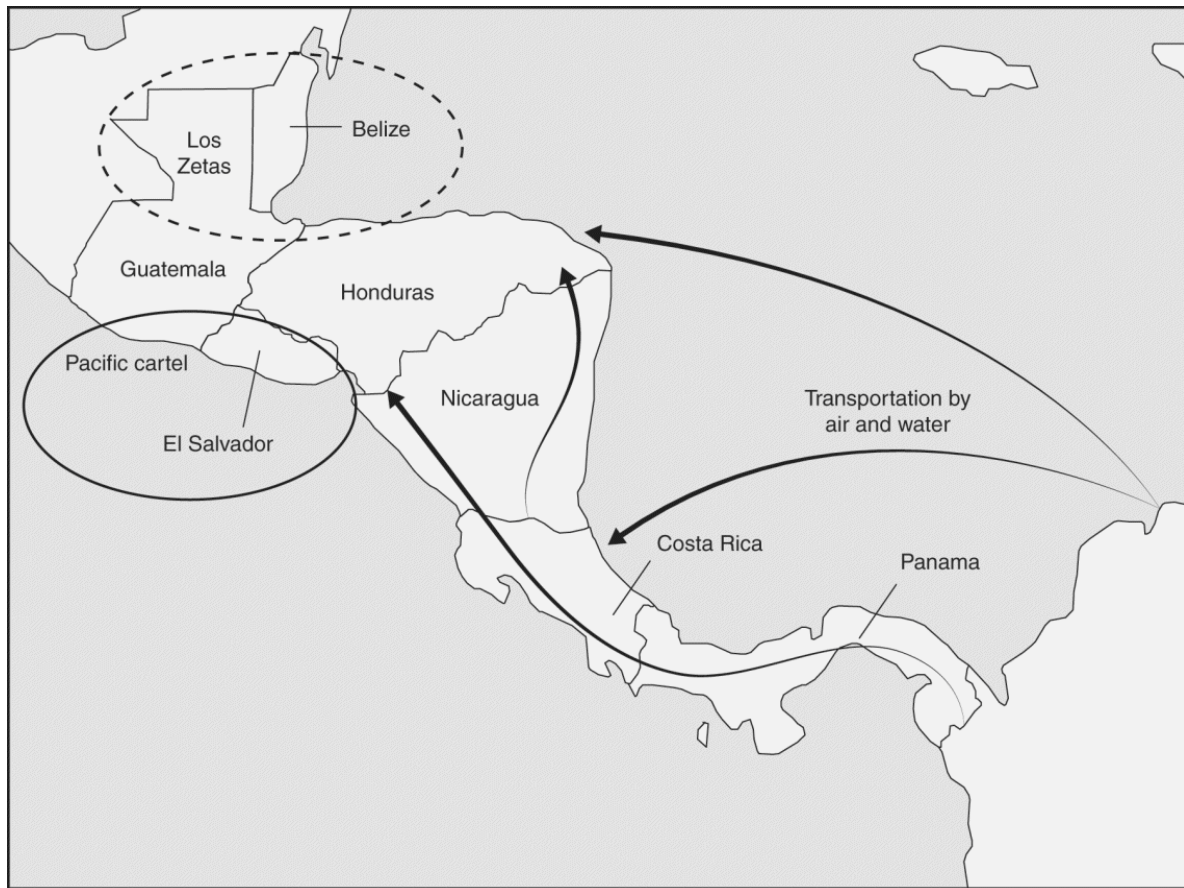 Los
Zetas
Belize
Guatemala
Honduras
Pacific cartel
El Salvador
Nicaragua
Transportation by
air and water
Costa Rica
Panama